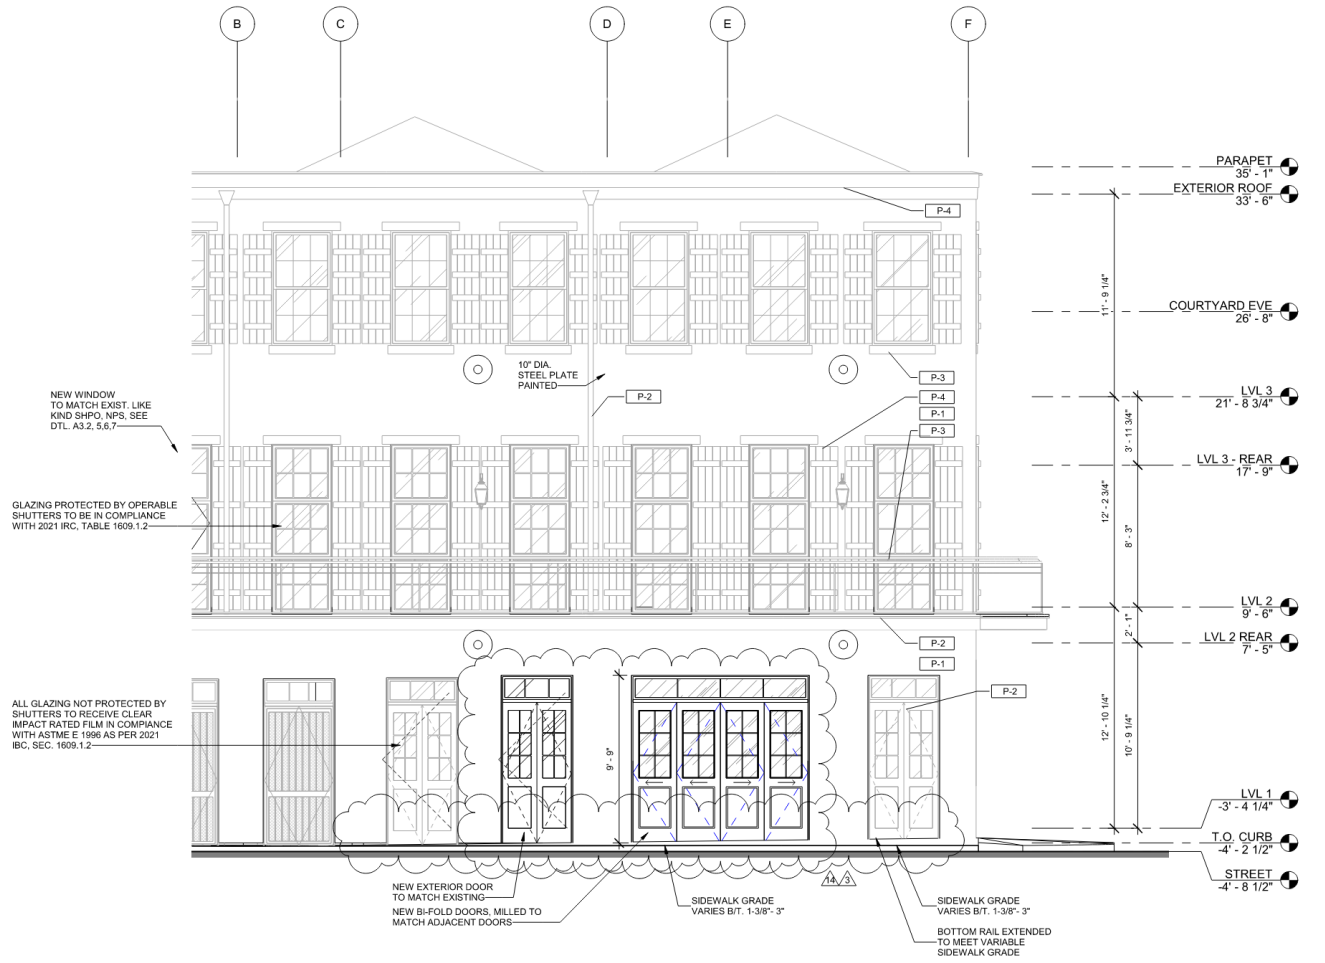 B
C
D
E
F
PARAPET
35' - 1"
EXTERIOR ROOF
33' - 6"
P-4
11' - 9 1/4"
COURTYARD EVE
26' - 8"
10" DIA.
STEEL PLATE
PAINTED
P-2
P-3
P-4
P-1
P-3
LVL 3
21' - 8 3/4"
NEW WINDOW
TO MATCH EXIST. LIKE
KIND SHPO, NPS, SEE
DTL. A3.2, 5,6,7
3' - 11 3/4"
LVL 3 - REAR
17' - 9"
GLAZING PROTECTED BY OPERABLE
SHUTTERS TO BE IN COMPLIANCE
WITH 2021 IRC, TABLE 1609.1.2
12' - 2 3/4"
8' - 3"
LVL 2
9' - 6"
2' - 1"
LVL 2 REAR
7' - 5"
P-2
P-1
P-2
ALL GLAZING NOT PROTECTED BY
SHUTTERS TO RECEIVE CLEAR
IMPACT RATED FILM IN COMPIANCE
WITH ASTME E 1996 AS PER 2021
IBC, SEC. 1609.1.2
9' - 9"
12' - 10 1/4"
10' - 9 1/4"
LVL 1
-3' - 4 1/4"
T.O. CURB
-4' - 2 1/2"
STREET
-4' - 8 1/2"
14
3
NEW EXTERIOR DOOR
TO MATCH EXISTING
NEW BI-FOLD DOORS, MILLED TO
MATCH ADJACENT DOORS
SIDEWALK GRADE
VARIES B/T. 1-3/8"- 3"
SIDEWALK GRADE
VARIES B/T. 1-3/8"- 3"
BOTTOM RAIL EXTENDED
TO MEET VARIABLE
SIDEWALK GRADE